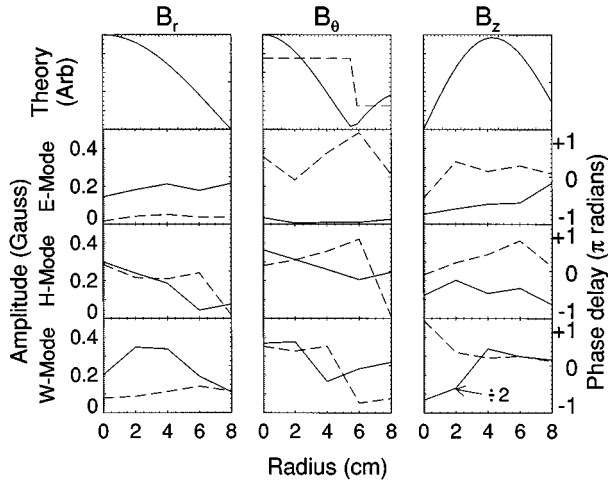 B_r B_θ B_z
Theory
(Arb)
Amplitude (Gauss)
E-Mode
H-Mode
W-Mode
0.4
0.2
0
0.4
0.2
0
0.4
0.2
0
+1
0
-1
+1
0
-1
+1
0
-1
Phase delay (π radians)
÷2
0 2 4 6 8 0 2 4 6 8 0 2 4 6 8
Radius (cm)